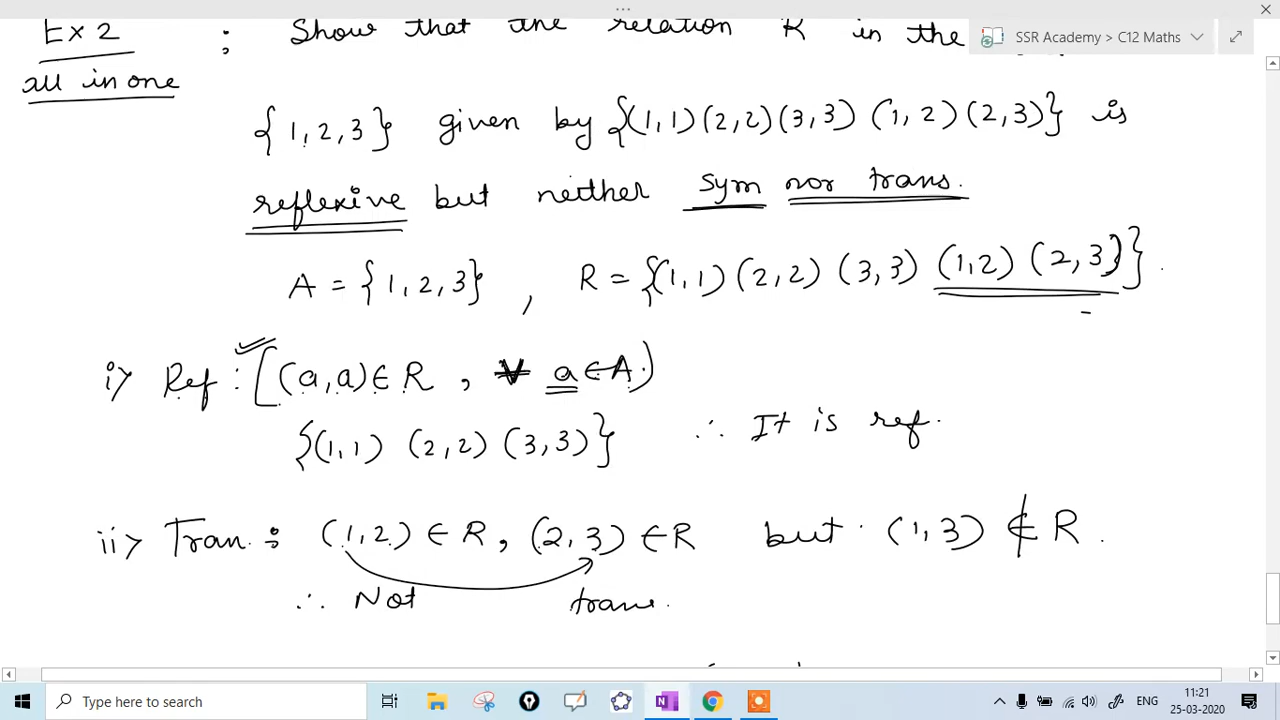 Ex 2 : Show that the relation R in the
SSR Academy > C12 Maths
all in one
{1,2,3} given by {(1,1)(2,2)(3,3) (1,2)(2,3)} is
reflexive but neither sym nor trans.
A = {1,2,3} , R = {(1,1)(2,2) (3,3) (1,2) (2,3)}.
i> Ref : [(a,a)∈R , ∀ a∈A)
{(1,1) (2,2) (3,3)} ∴ It is ref.
ii> Tran : (1,2) ∈ R, (2,3) ∈ R but (1,3) ∉ R.
∴ Not trans.
Type here to search
11:21
25-03-2020